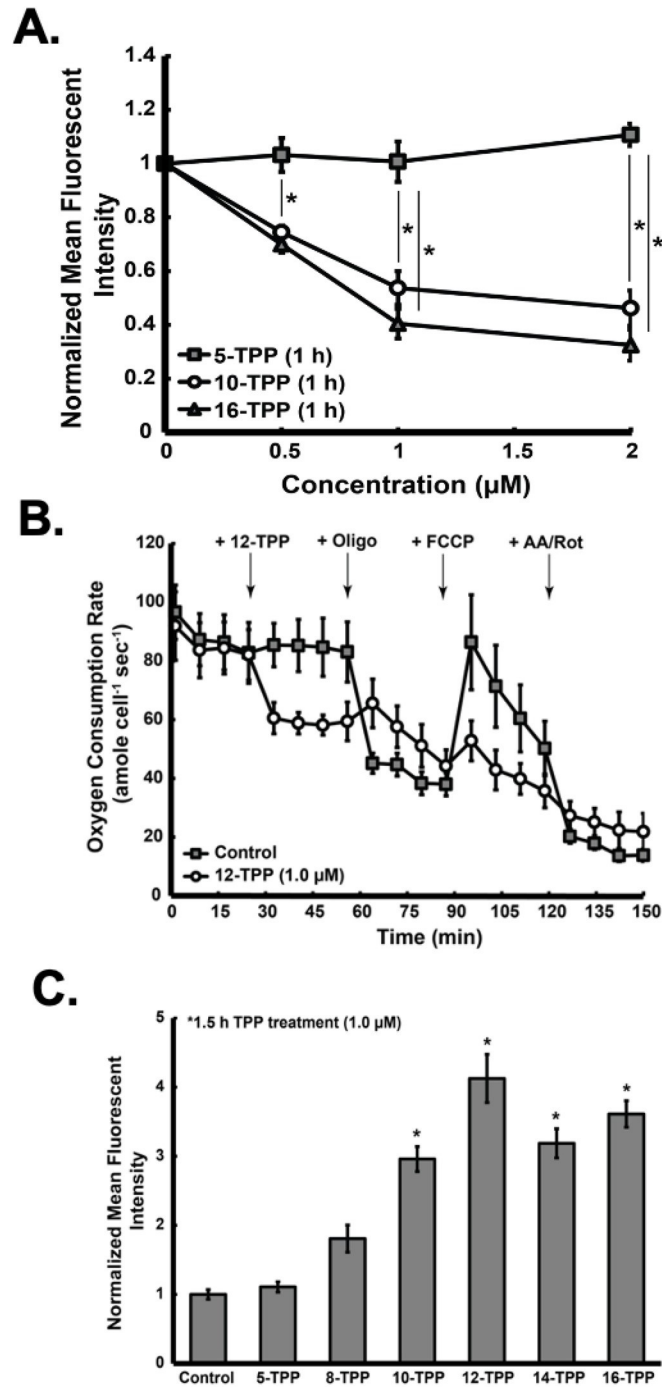 A.
Normalized Mean Fluorescent
Intensity
1.4
1.2
1
0.8
0.6
0.4
0.2
0
*
*
*
*
*
5-TPP (1 h)
10-TPP (1 h)
16-TPP (1 h)
0
0.5
1
1.5
2
Concentration (µM)
B.
Oxygen Consumption Rate
(amole cell⁻¹ sec⁻¹)
120
100
80
60
40
20
0
+ 12-TPP
+ Oligo
+ FCCP
+ AA/Rot
Control
12-TPP (1.0 µM)
0
15
30
45
60
75
90
105
120
135
150
Time (min)
C.
Normalized Mean Fluorescent
Intensity
5
4
3
2
1
0
*1.5 h TPP treatment (1.0 µM)
*
*
*
*
Control
5-TPP
8-TPP
10-TPP
12-TPP
14-TPP
16-TPP